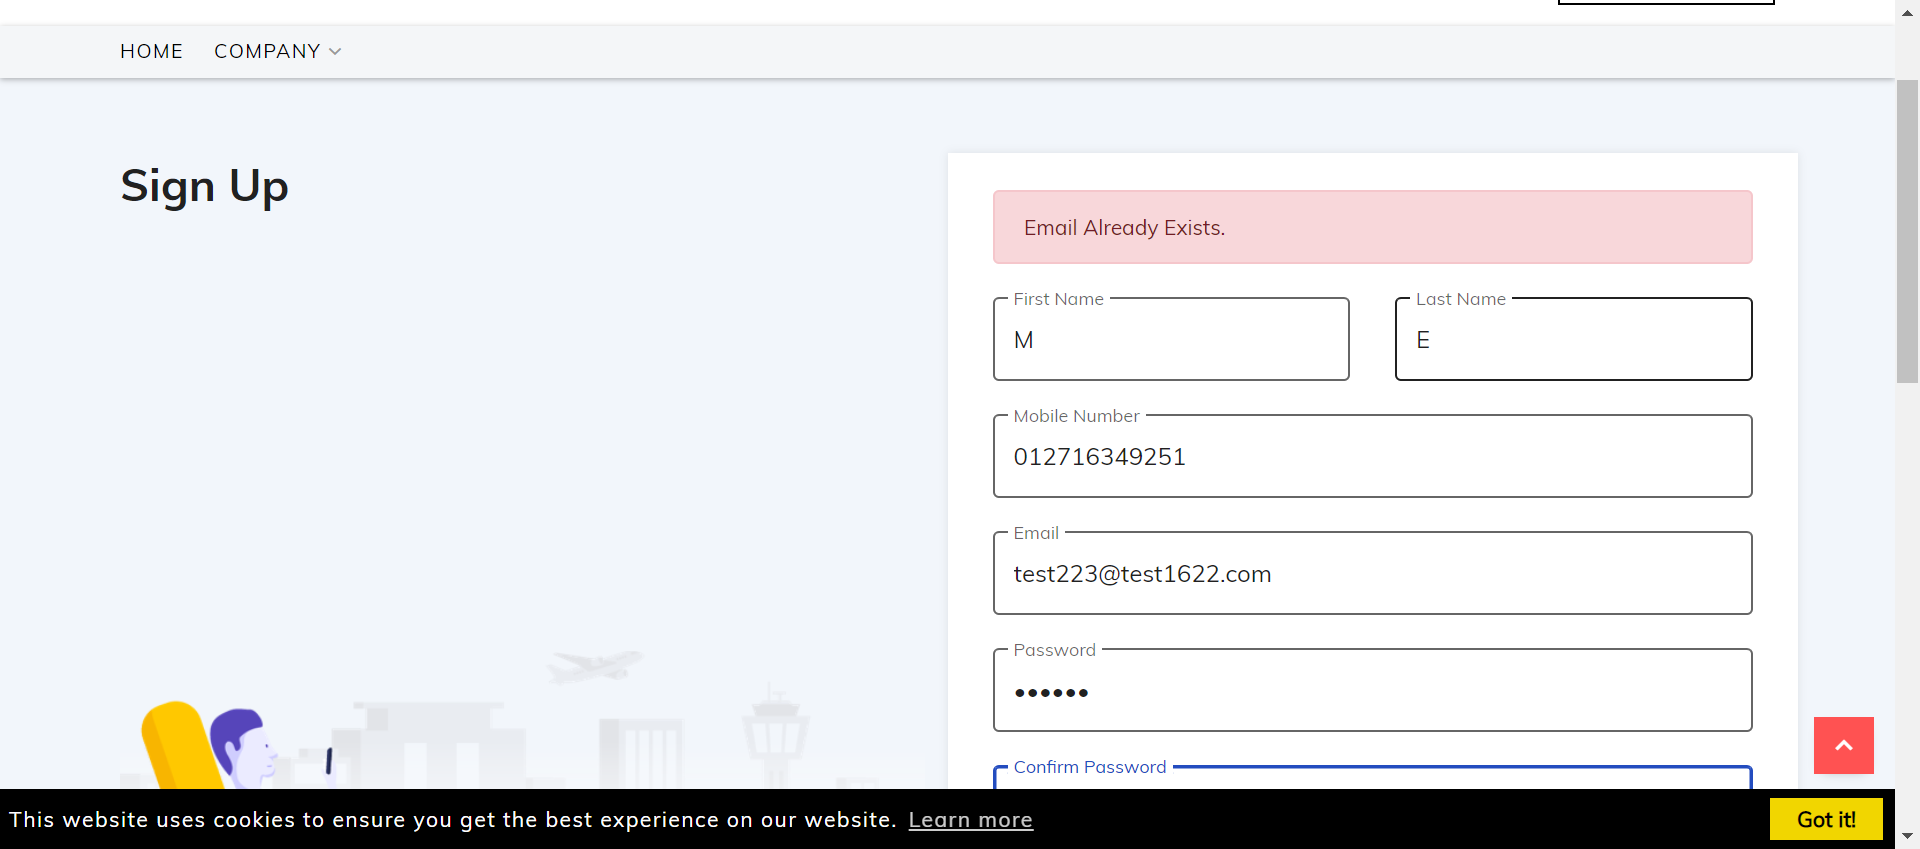 HOME COMPANY
Sign Up
Email Already Exists.
First Name
M
Last Name
E
Mobile Number
012716349251
Email
test223@test1622.com
Password
••••••
Confirm Password
This website uses cookies to ensure you get the best experience on our website. Learn more
Got it!